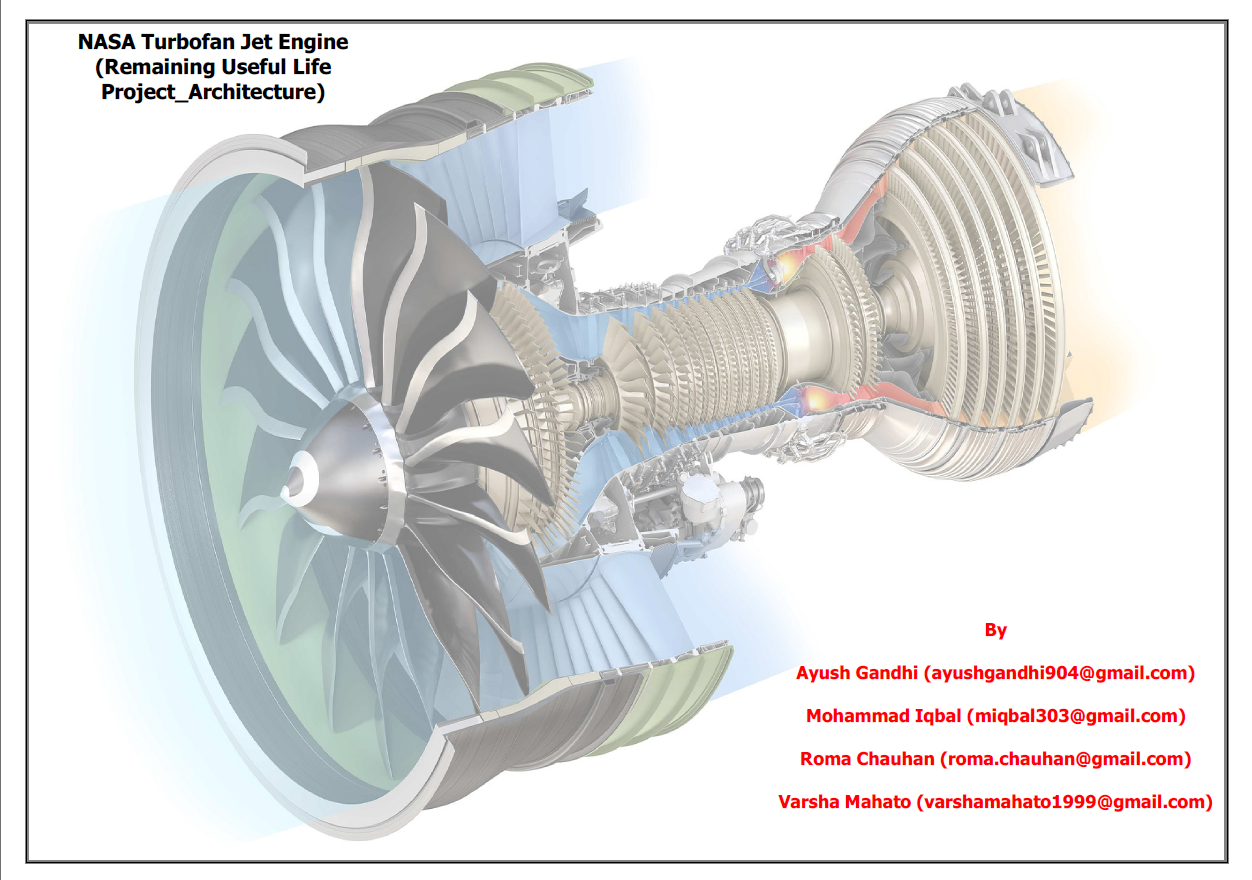 NASA Turbofan Jet Engine
(Remaining Useful Life
Project_Architecture)
By
Ayush Gandhi (ayushgandhi904@gmail.com)
Mohammad Iqbal (miqbal303@gmail.com)
Roma Chauhan (roma.chauhan@gmail.com)
Varsha Mahato (varshamahato1999@gmail.com)